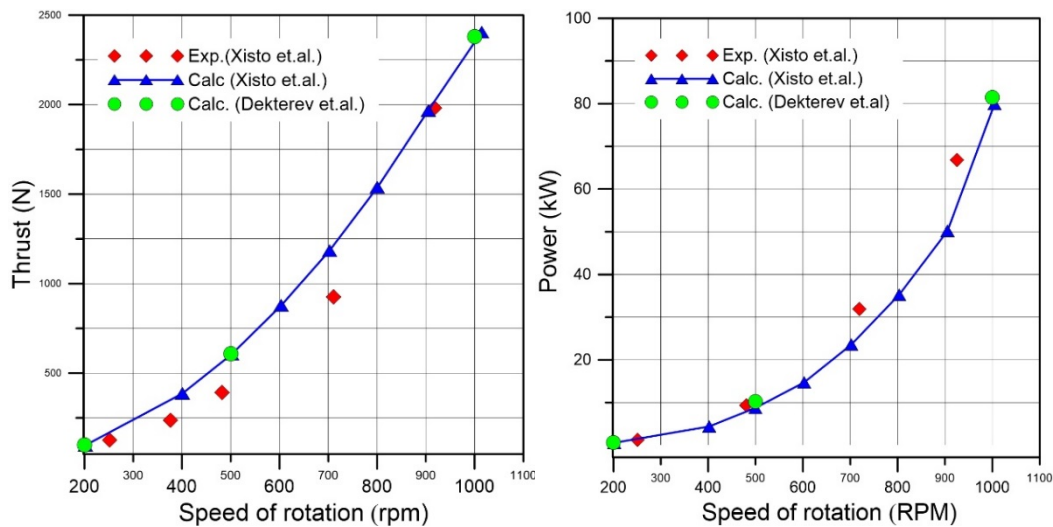 2500
2000
1500
1000
500
Thrust (N)
Exp.(Xisto et.al.)
Calc (Xisto et.al.)
Calc. (Dekterev et.al.)
200 300 400 500 600 700 800 900 1000 1100
Speed of rotation (rpm)
100
80
60
40
20
Power (kW)
Exp. (Xisto et.al.)
Calc. (Xisto et.al.)
Calc. (Dekterev et.al)
200 300 400 500 600 700 800 900 1000 1100
Speed of rotation (RPM)